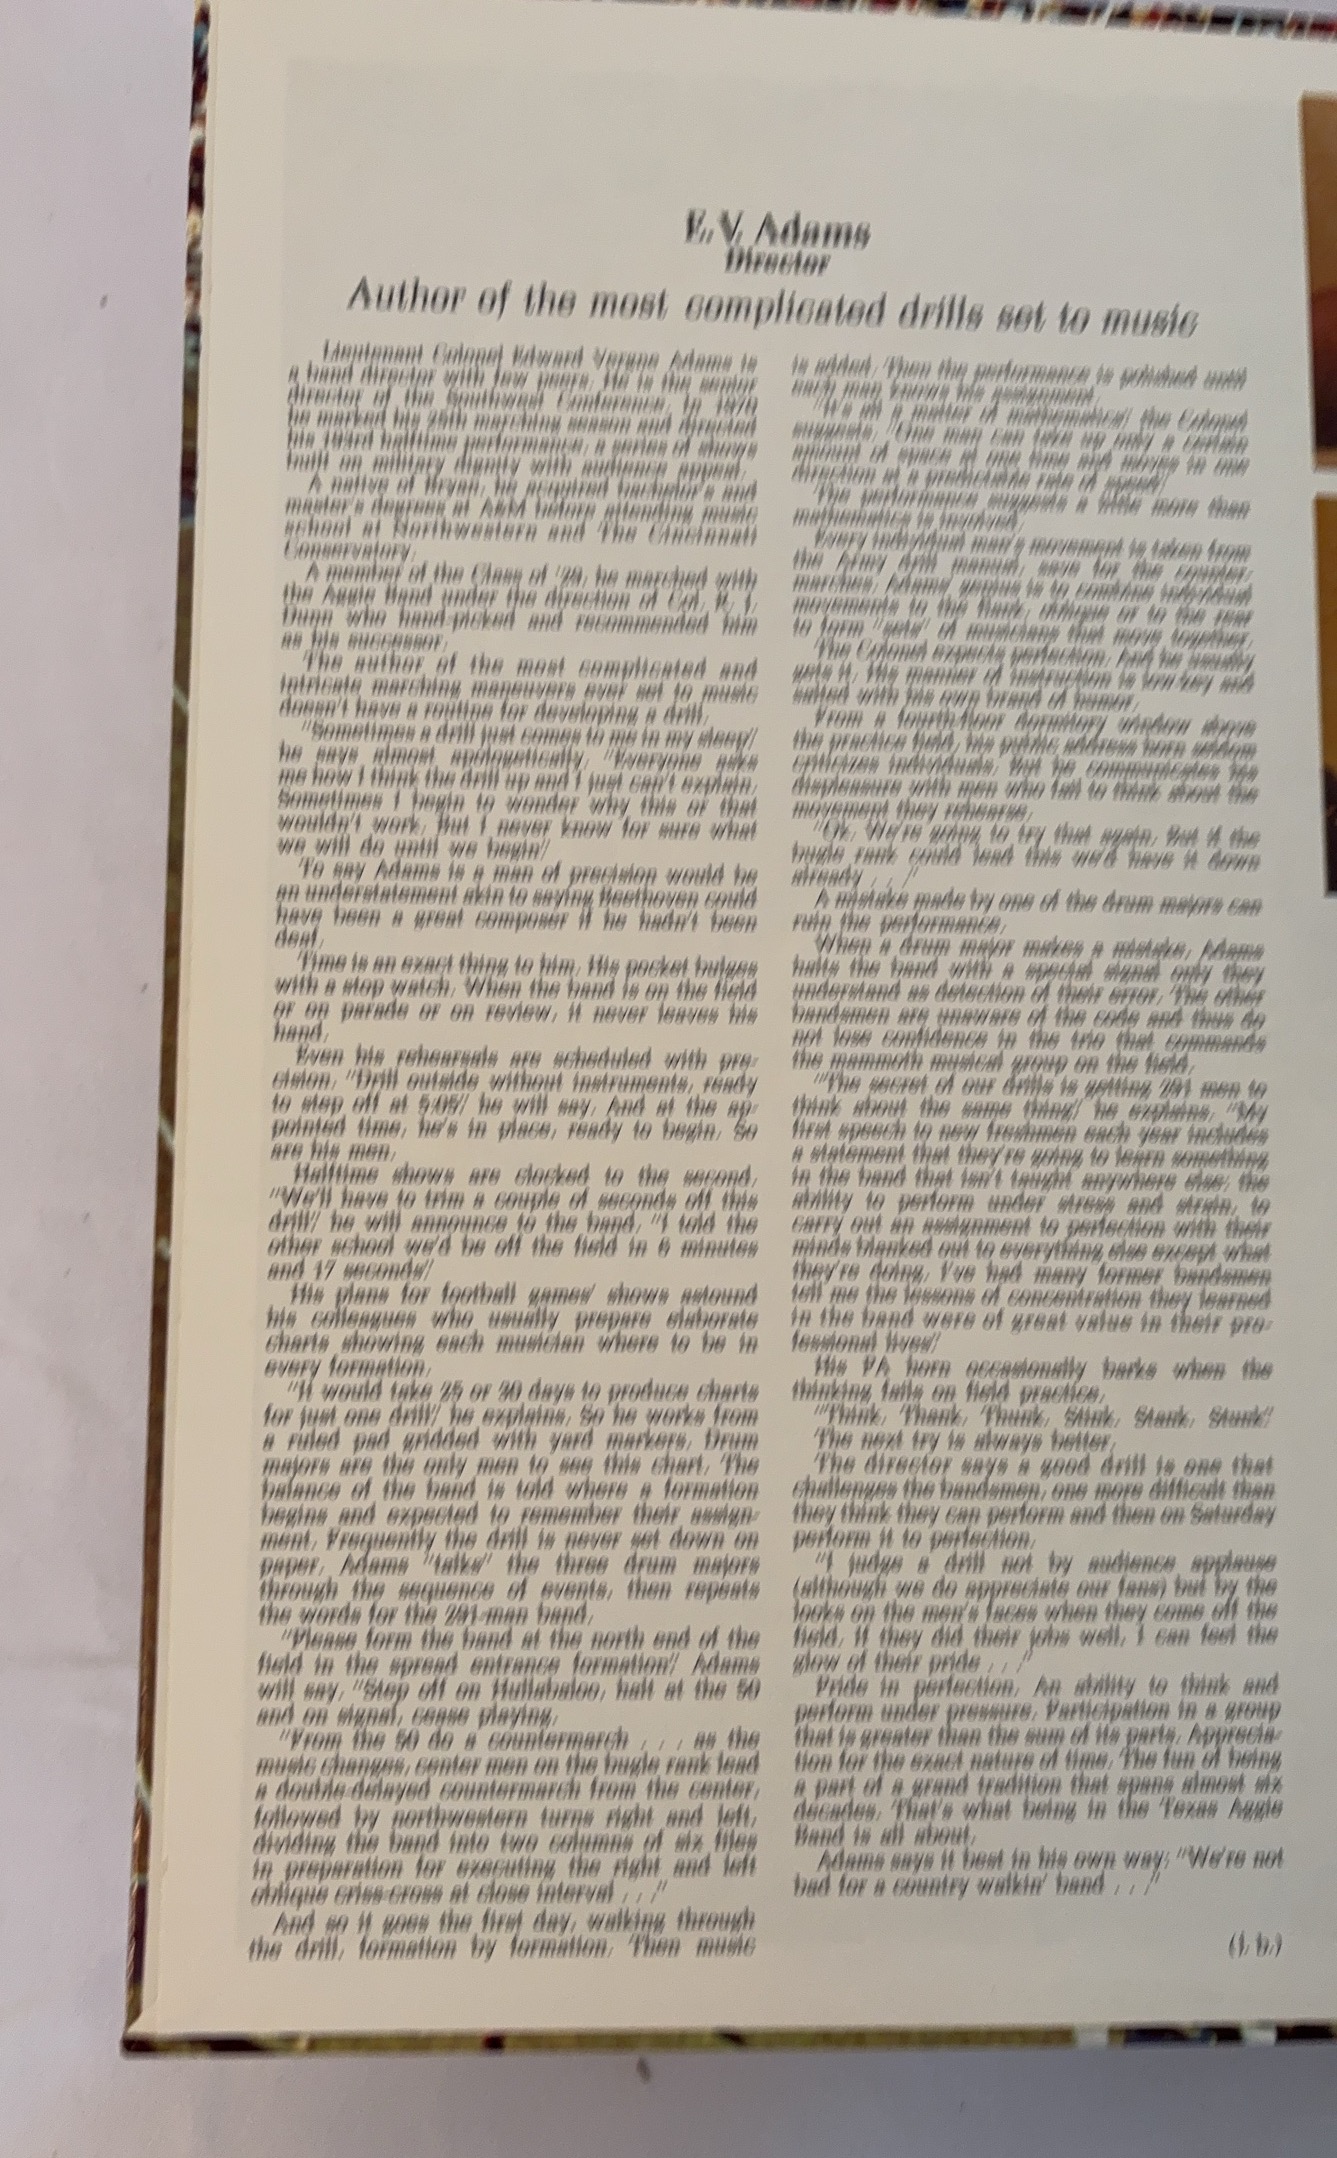 E. V. Adams
Director
Author of the most complicated drills set to music
Lieutenant Colonel Edward Vergne Adams is
a band director with few peers. He is the senior
director of the Southwest Conference. In 1970
he marked his 25th marching season and directed
his halftime performance, a series of shows
built on military dignity with audience appeal.
A native of Bryan, he acquired bachelor's and
master's degrees at A&M before attending music
school at Northwestern and The Cincinnati
Conservatory.
A member of the Class of '29, he marched with
the Aggie Band under the direction of Col. R. J.
Dunn who hand-picked and recommended him
as his successor.
The author of the most complicated and
intricate marching maneuvers ever set to music
doesn't have a routine for developing a drill.
"Sometimes a drill just comes to me in my sleep,"
he says almost apologetically. "Everyone asks
me how I think the drill up and I just can't explain.
Sometimes I begin to wonder why this or that
wouldn't work. But I never know for sure what
we will do until we begin."
To say Adams is a man of precision would be
an understatement akin to saying Beethoven could
have been a great composer if he hadn't been
deaf.
Time is an exact thing to him. His pocket bulges
with a stop watch. When the band is on the field
or on parade or on review, it never leaves his
hand.
Even his rehearsals are scheduled with pre-
cision. "Drill outside without instruments, ready
to step off at 5:05," he will say. And at the ap-
pointed time, he's in place, ready to begin. So
are his men.
Halftime shows are clocked to the second.
"We'll have to trim a couple of seconds off this
drill," he will announce to the band. "I told the
other school we'd be off the field in 6 minutes
and 17 seconds."
His plans for football games' shows astound
his colleagues who usually prepare elaborate
charts showing each musician where to be in
every formation.
"It would take 25 or 30 days to produce charts
for just one drill," he explains. So he works from
a ruled pad gridded with yard markers. Drum
majors are the only men to see this chart. The
balance of the band is told where a formation
begins and expected to remember their assign-
ment. Frequently the drill is never set down on
paper. Adams "talks" the three drum majors
through the sequence of events, then repeats
the words for the 291-man band.
"Please form the band at the north end of the
field in the spread entrance formation," Adams
will say. "Step off on Hullabaloo, halt at the 50
and on signal, cease playing.
"From the 50 do a countermarch . . . as the
music changes, center men on the bugle rank lead
a double-delayed countermarch from the center,
followed by northwestern turns right and left,
dividing the band into two columns of six files
in preparation for executing the right and left
oblique criss-cross at close interval . . ."
And so it goes the first day, walking through
the drill, formation by formation. Then music
is added. Then the performance is polished until
each man knows his assignment.
"It's all a matter of mathematics," the Colonel
suggests. "One man can take up only a certain
amount of space at one time and moves in one
direction at a predictable rate of speed."
The performance suggests a little more than
mathematics is involved.
Every individual man's movement is taken from
the Army drill manual, save for the counter-
marches. Adams' genius is to combine individual
movements to the flank, oblique or to the rear
to form "sets" of musicians that move together.
The Colonel expects perfection. And he usually
gets it. His manner of instruction is low-key and
salted with his own brand of humor.
From a fourth-floor dormitory window above
the practice field, his public address horn seldom
criticizes individuals. But he communicates his
displeasure with men who fail to think about the
movement they rehearse.
"Ok. We're going to try that again. But if the
bugle rank could lead this we'd have it down
already . . ."
A mistake made by one of the drum majors can
ruin the performance.
When a drum major makes a mistake, Adams
halts the band with a special signal only they
understand as detection of their error. The other
bandsmen are unaware of the code and thus do
not lose confidence in the trio that commands
the mammoth musical group on the field.
"The secret of our drills is getting 291 men to
think about the same thing," he explains. "My
first speech to new freshmen each year includes
a statement that they're going to learn something
in the band that isn't taught anywhere else: the
ability to perform under stress and strain, to
carry out an assignment to perfection with their
minds blanked out to everything else except what
they're doing. I've had many former bandsmen
tell me the lessons of concentration they learned
in the band were of great value in their pro-
fessional lives."
His PA horn occasionally barks when the
thinking fails on field practice.
"Think, Thank, Thunk, Stink, Stank, Stunk."
The next try is always better.
The director says a good drill is one that
challenges the bandsmen, one more difficult than
they think they can perform and then on Saturday
perform it to perfection.
"I judge a drill not by audience applause
(although we do appreciate our fans) but by the
looks on the men's faces when they come off the
field. If they did their jobs well, I can feel the
glow of their pride . . ."
Pride in perfection. An ability to think and
perform under pressure. Participation in a group
that is greater than the sum of its parts. Apprecia-
tion for the exact nature of time. The fun of being
a part of a grand tradition that spans almost six
decades. That's what being in the Texas Aggie
Band is all about.
Adams says it best in his own way: "We're not
bad for a country walkin' band . . ."